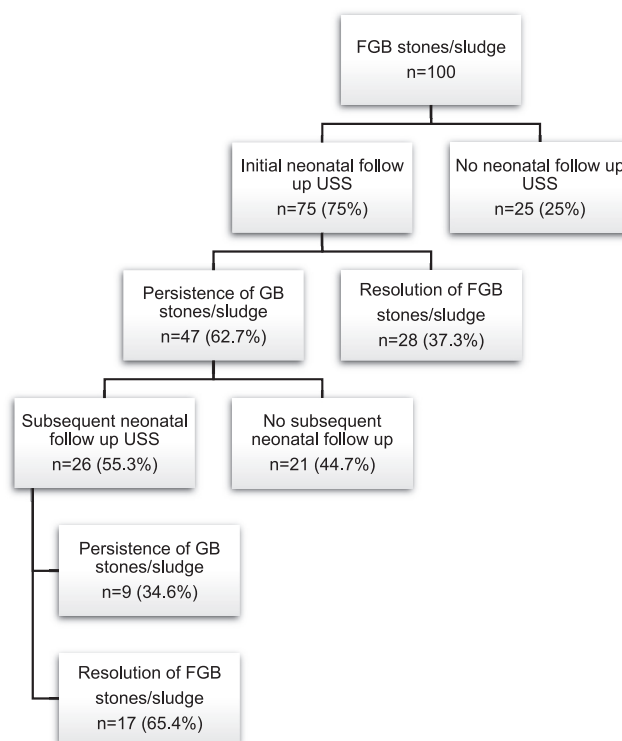 FGB stones/sludge
n=100
Initial neonatal follow
up USS
n=75 (75%)
No neonatal follow up
USS
n=25 (25%)
Persistence of GB
stones/sludge
n=47 (62.7%)
Resolution of FGB
stones/sludge
n=28 (37.3%)
Subsequent neonatal
follow up USS
n=26 (55.3%)
No subsequent
neonatal follow up
n=21 (44.7%)
Persistence of GB
stones/sludge
n=9 (34.6%)
Resolution of FGB
stones/sludge
n=17 (65.4%)